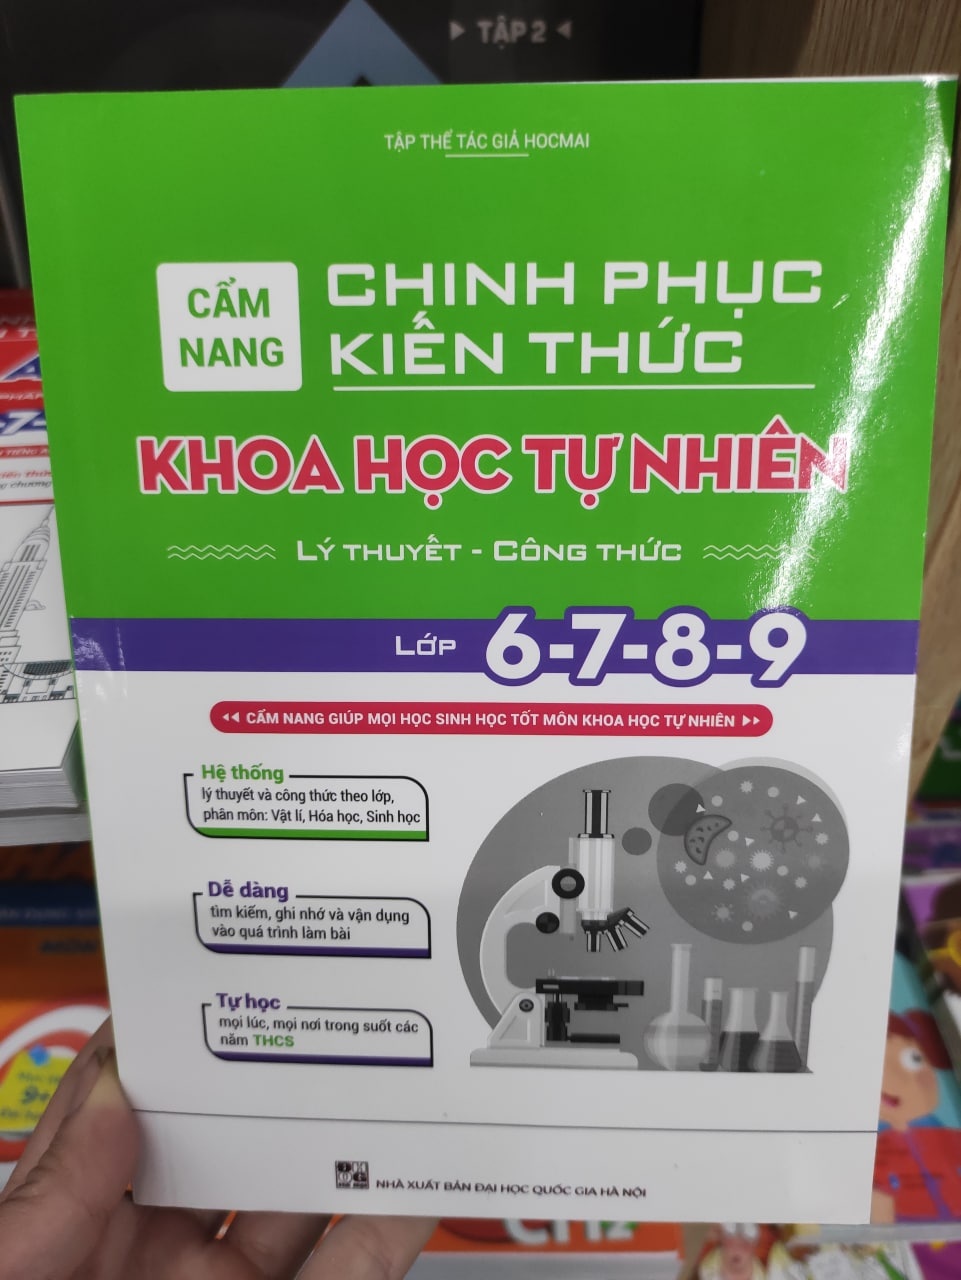 ▶ TẬP 2 ◀
TẬP THỂ TÁC GIẢ HOCMAI
CẨM
NANG
CHINH PHỤC
KIẾN THỨC
KHOA HỌC TỰ NHIÊN
LÝ THUYẾT - CÔNG THỨC
LỚP 6-7-8-9
CẨM NANG GIÚP MỌI HỌC SINH HỌC TỐT MÔN KHOA HỌC TỰ NHIÊN
Hệ thống
lý thuyết và công thức theo lớp,
phân môn: Vật lí, Hóa học, Sinh học
Dễ dàng
tìm kiếm, ghi nhớ và vận dụng
vào quá trình làm bài
Tự học
mọi lúc, mọi nơi trong suốt các
năm THCS
NHÀ XUẤT BẢN ĐẠI HỌC QUỐC GIA HÀ NỘI